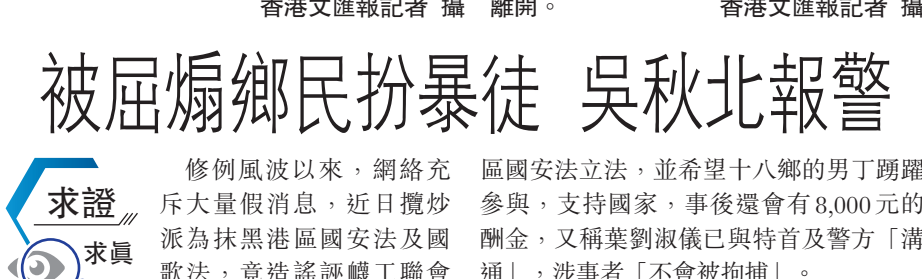 香港文匯報記者 攝
離開。
香港文匯報記者 攝
被屈煽鄉民扮暴徒 吳秋北報警
求證
求真
修例風波以來，網絡充
斥大量假消息，近日攬炒
派為抹黑港區國安法及國
歌法，竟造謠誣衊工聯會
區國安法立法，並希望十八鄉的男丁踴躍
參與，支持國家，事後還會有8,000元的
酬金，又稱葉劉淑儀已與特首及警方「溝
通」，涉事者「不會被拘捕」。